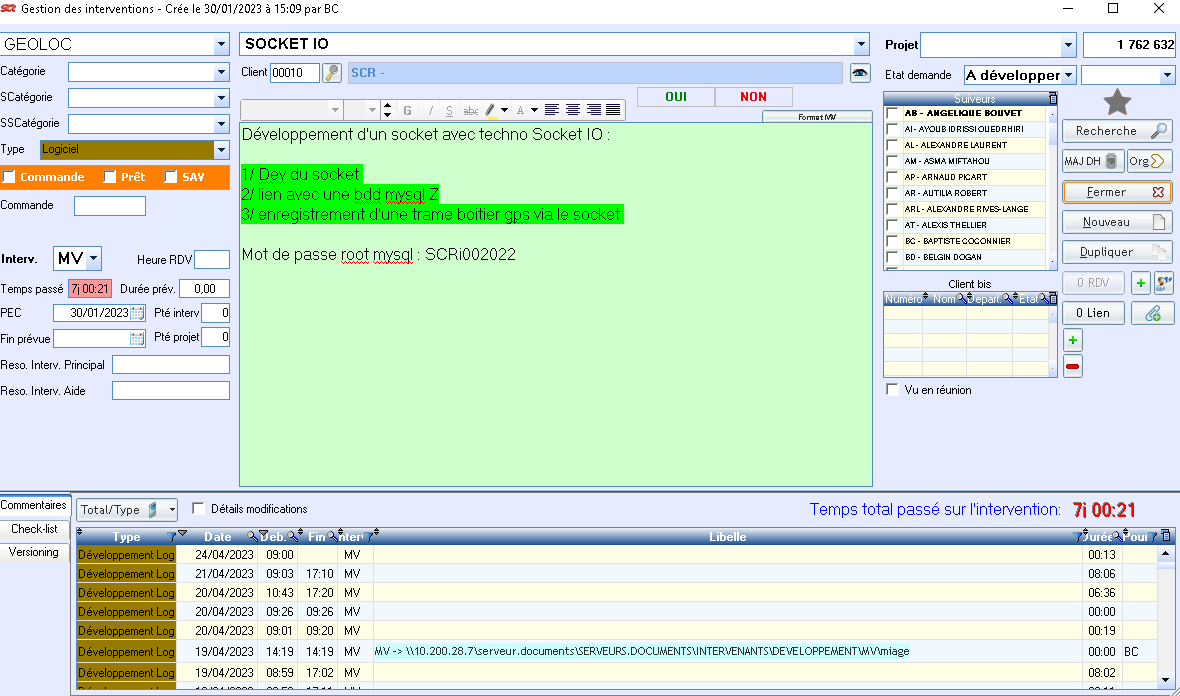 SCR Gestion des interventions - Crée le 30/01/2023 à 15:09 par BC
GEOLOC
SOCKET IO
Projet
1 762 632
Catégorie
Client 00010
SCR -
Etat demande A développer
SCatégorie
OUI NON
SSCatégorie
G / S abc A
Format MV
Type Logiciel
Commande Prêt SAV
Commande
Interv. MV Heure RDV
Temps passé 7j 00:21 Durée prév. 0,00
PEC 30/01/2023 Pté interv 0
Fin prévue Pté projet 0
Reso. Interv. Principal
Reso. Interv. Aide
Développement d'un socket avec techno Socket IO :
1/ Dev du socket
2/ lien avec une bdd mysql Z
3/ enregistrement d'une trame boitier gps via le socket
Mot de passe root mysql : SCRi002022
Suiveurs
AB - ANGELIQUE BOUVET
AI - AYOUB IDRISSI OUEDRHIRI
AL - ALEXANDRE LAURENT
AM - ASMA MIFTAHOU
AP - ARNAUD PICART
AR - AUTILIA ROBERT
ARL - ALEXANDRE RIVES-LANGE
AT - ALEXIS THELLIER
BC - BAPTISTE COGONNIER
BD - BELGIN DOGAN
Client bis
Numéro Nom Départ. Etat
Vu en réunion
Recherche
MAJ DH Org
Fermer
Nouveau
Dupliquer
0 RDV
0 Lien
Commentaires
Check-list
Versioning
Total/Type Détails modifications
Temps total passé sur l'intervention: 7j 00:21
Type Date Deb. Fin Inter Libelle Durée Pour
Développement Log 24/04/2023 09:00 MV 00:13
Développement Log 21/04/2023 09:03 17:10 MV 08:06
Développement Log 20/04/2023 10:43 17:20 MV 06:36
Développement Log 20/04/2023 09:26 09:26 MV 00:00
Développement Log 20/04/2023 09:01 09:20 MV 00:19
Développement Log 19/04/2023 14:19 14:19 MV MV -> \\10.200.28.7\serveur.documents\SERVEURS.DOCUMENTS\INTERVENANTS\DEVELOPPEMENT\MV\miage 00:00 BC
Développement Log 19/04/2023 08:59 17:02 MV 08:02